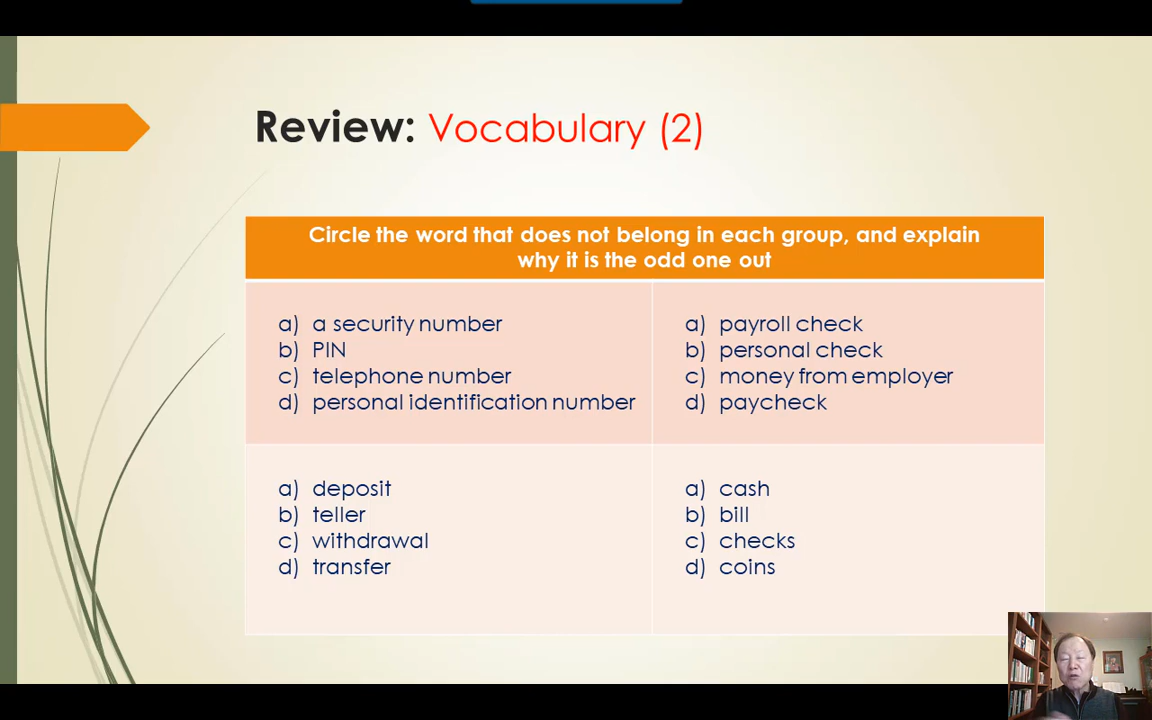 Review: Vocabulary (2)
Circle the word that does not belong in each group, and explain
why it is the odd one out
a) a security number
b) PIN
c) telephone number
d) personal identification number
a) payroll check
b) personal check
c) money from employer
d) paycheck
a) deposit
b) teller
c) withdrawal
d) transfer
a) cash
b) bill
c) checks
d) coins